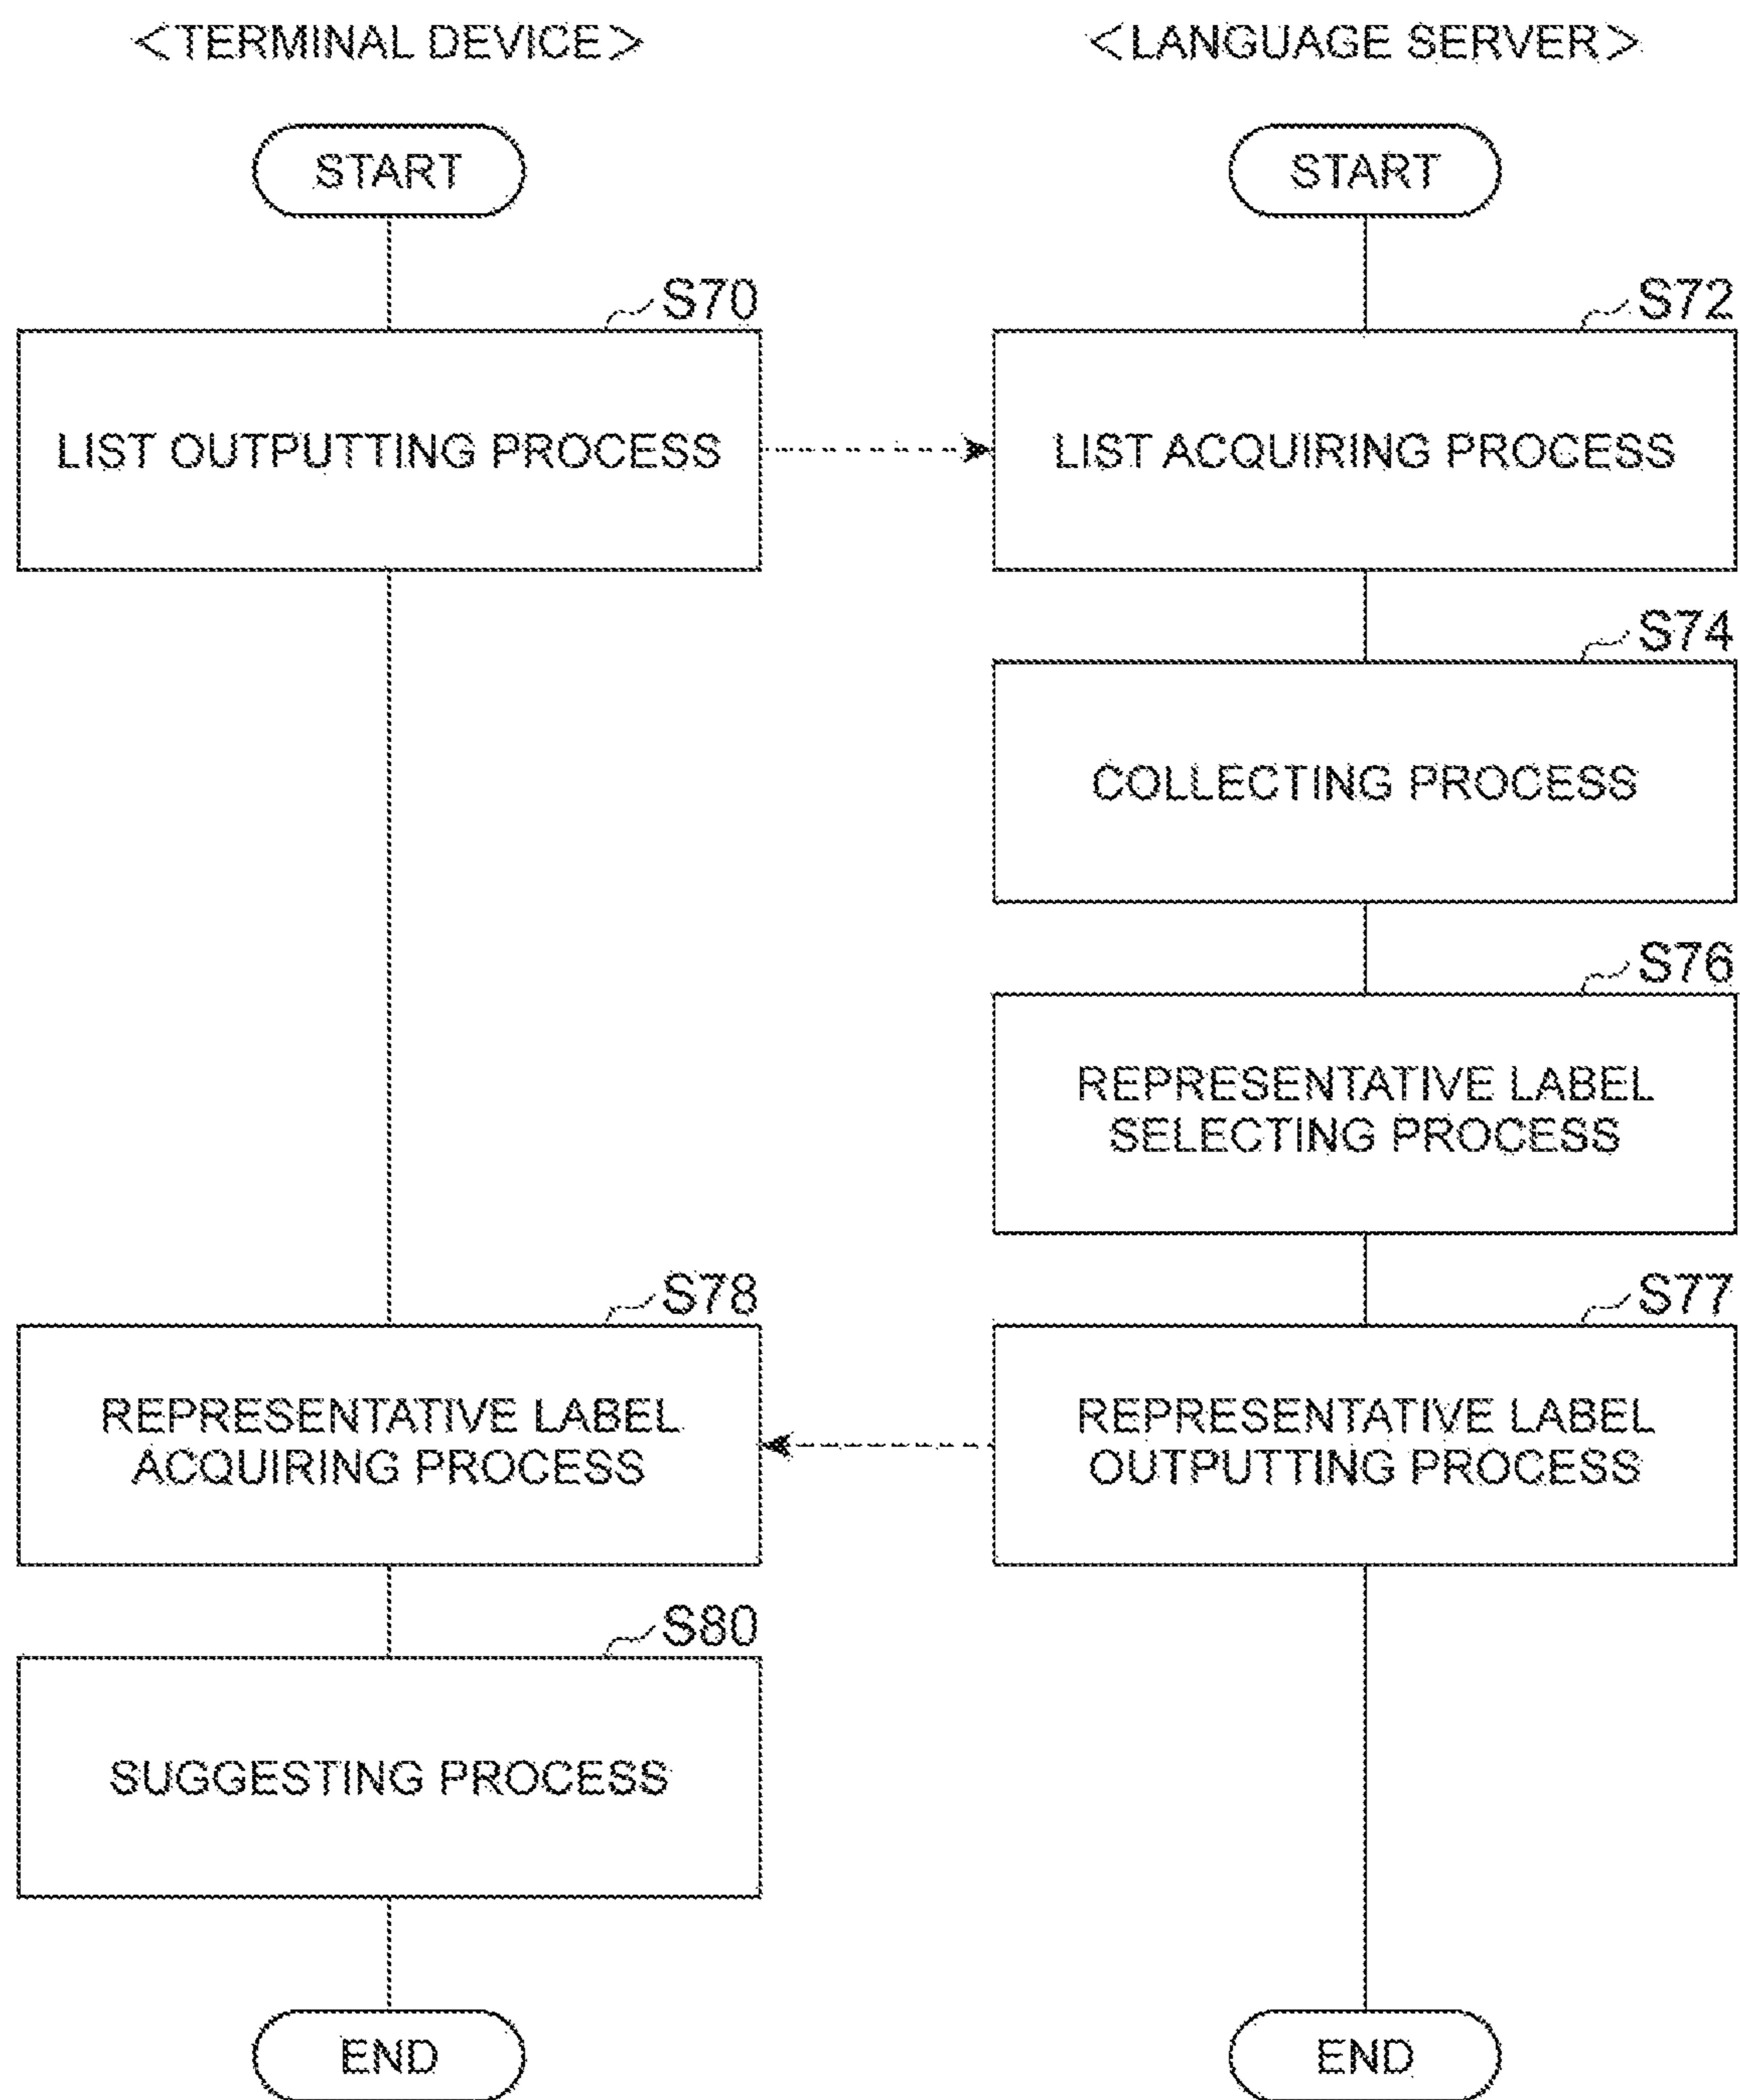 <TERMINAL DEVICE>
<LANGUAGE SERVER>
START
START
S70
S72
LIST OUTPUTTING PROCESS
LIST ACQUIRING PROCESS
S74
COLLECTING PROCESS
S76
REPRESENTATIVE LABEL
SELECTING PROCESS
S78
S77
REPRESENTATIVE LABEL
ACQUIRING PROCESS
REPRESENTATIVE LABEL
OUTPUTTING PROCESS
S80
SUGGESTING PROCESS
END
END